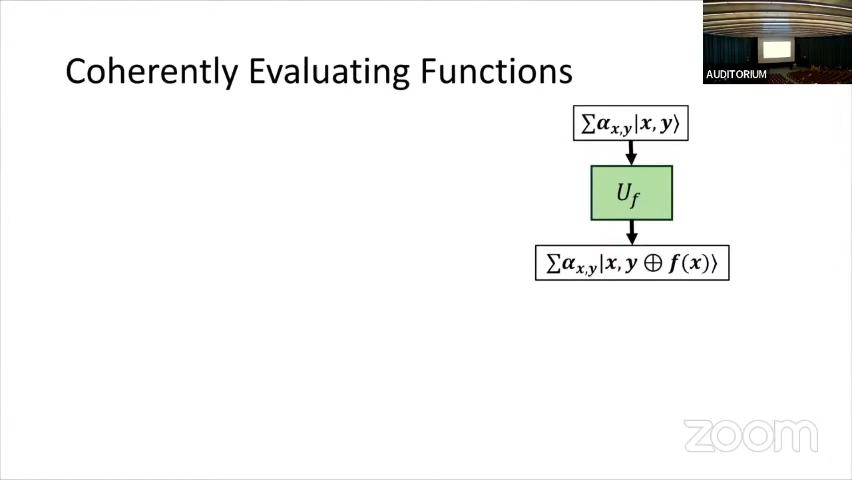 Coherently Evaluating Functions
AUDITORIUM
∑α_{x,y}|x, y⟩
U_f
∑α_{x,y}|x, y ⊕ f(x)⟩
zoom